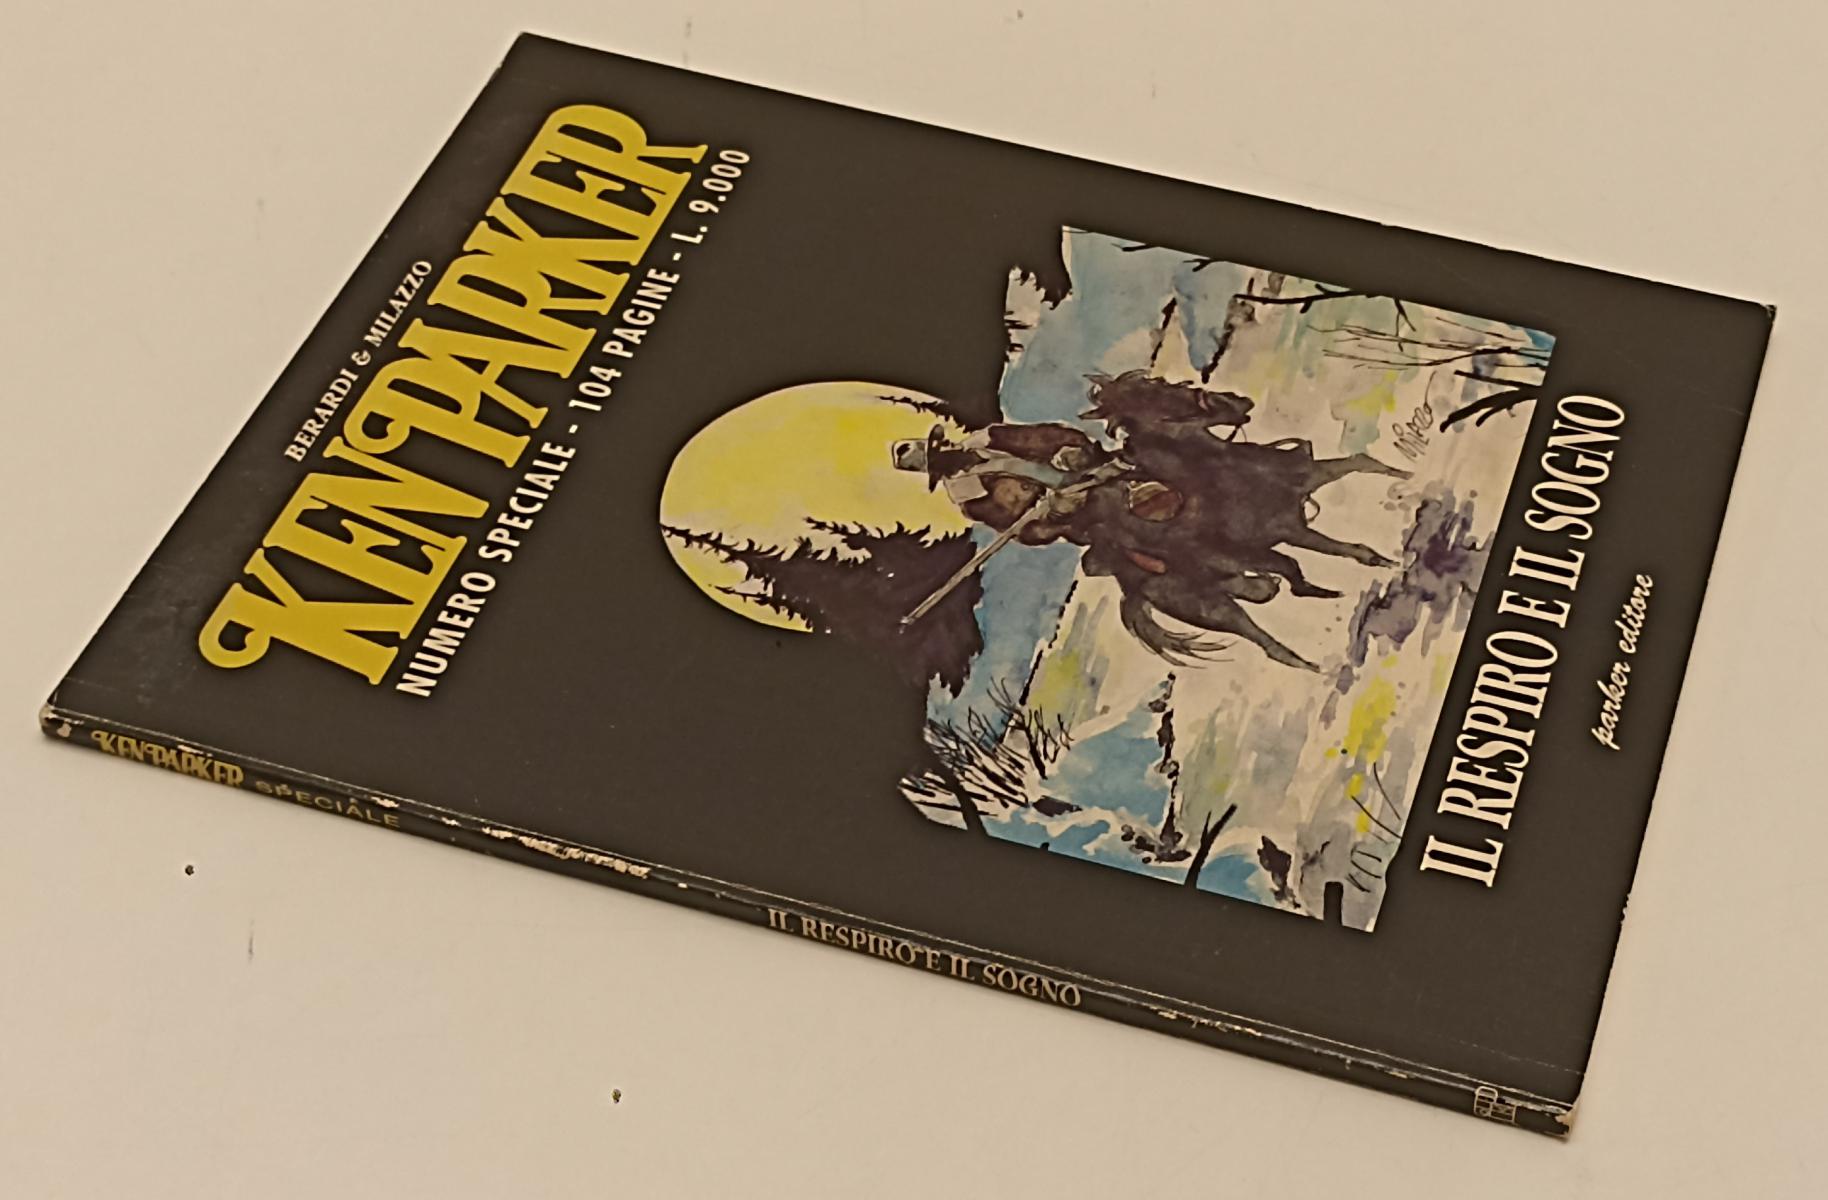 BERARDI & MILAZZO
KEN PARKER
NUMERO SPECIALE - 104 PAGINE - L. 9.000
MILAZZO
IL RESPIRO E IL SOGNO
parker editore
KEN PARKER SPECIALE
IL RESPIRO E IL SOGNO